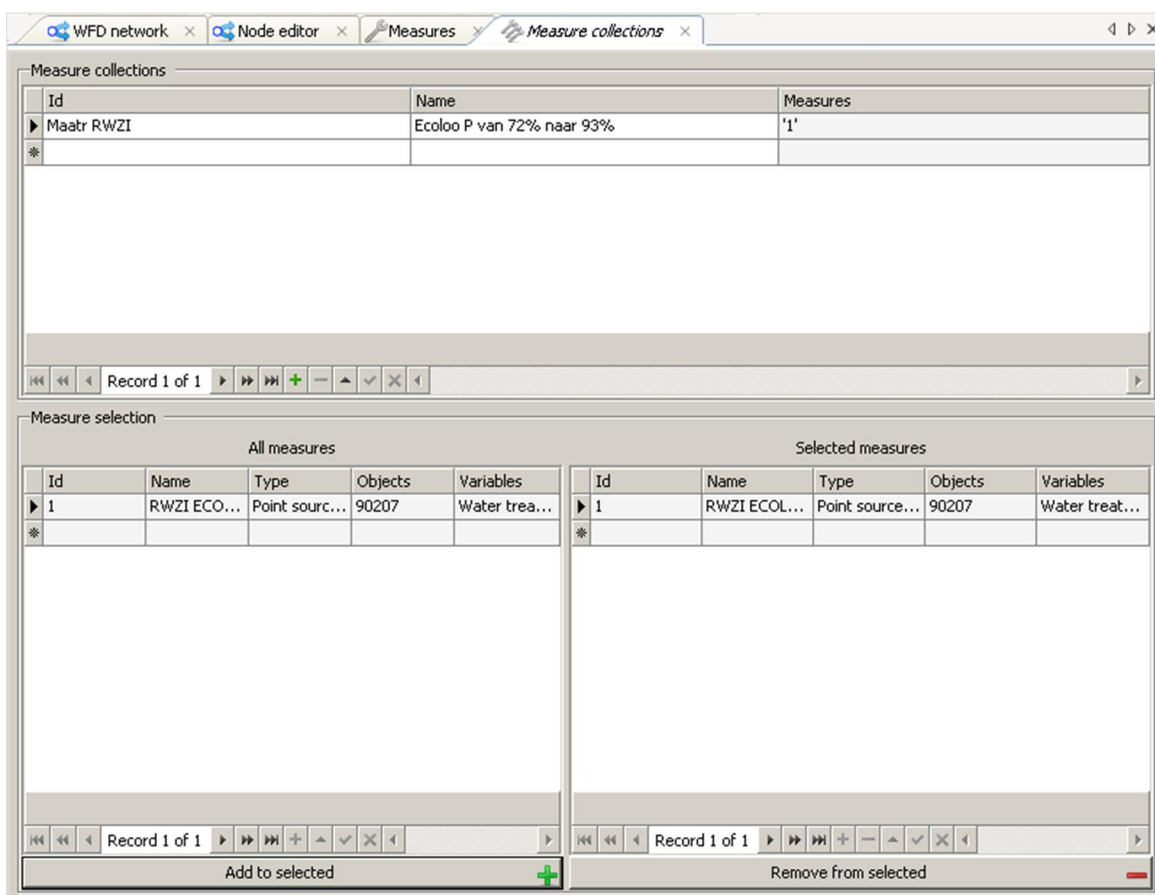 WFD network Node editor Measures Measure collections
Measure collections
Id Name Measures
Maatr RWZI Ecoloo P van 72% naar 93% '1'
Record 1 of 1
Measure selection
All measures Selected measures
Id Name Type Objects Variables Id Name Type Objects Variables
1 RWZI ECO... Point sourc... 90207 Water trea... 1 RWZI ECOL... Point source... 90207 Water treat...
Record 1 of 1 Record 1 of 1
Add to selected Remove from selected